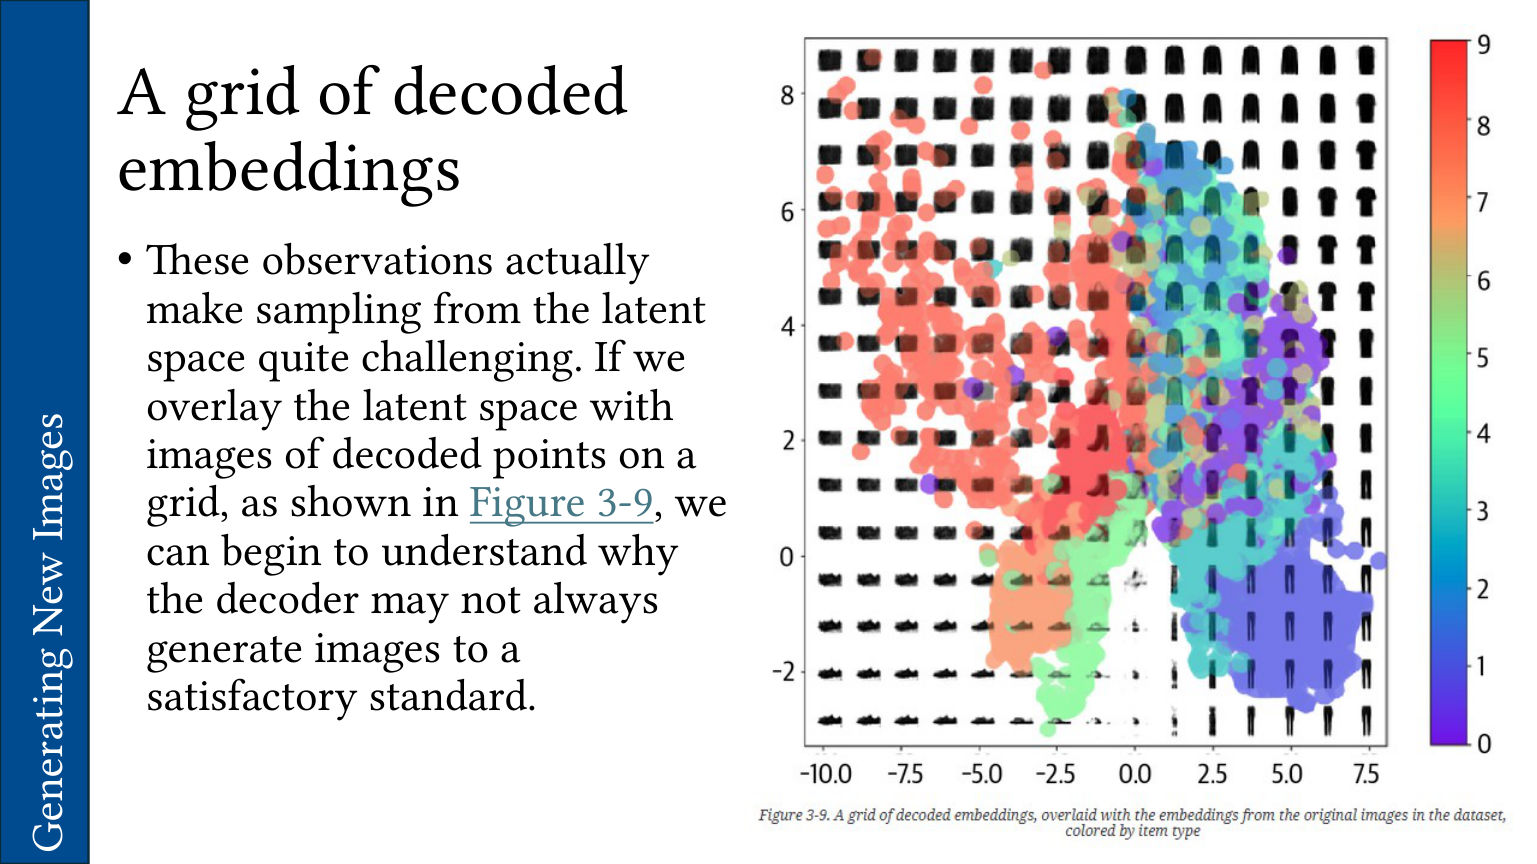 Generating New Images
A grid of decoded
embeddings
• These observations actually
make sampling from the latent
space quite challenging. If we
overlay the latent space with
images of decoded points on a
grid, as shown in Figure 3-9, we
can begin to understand why
the decoder may not always
generate images to a
satisfactory standard.
8
6
4
2
0
−2
−10.0 −7.5 −5.0 −2.5 0.0 2.5 5.0 7.5
9
8
7
6
5
4
3
2
1
0
Figure 3-9. A grid of decoded embeddings, overlaid with the embeddings from the original images in the dataset,
colored by item type